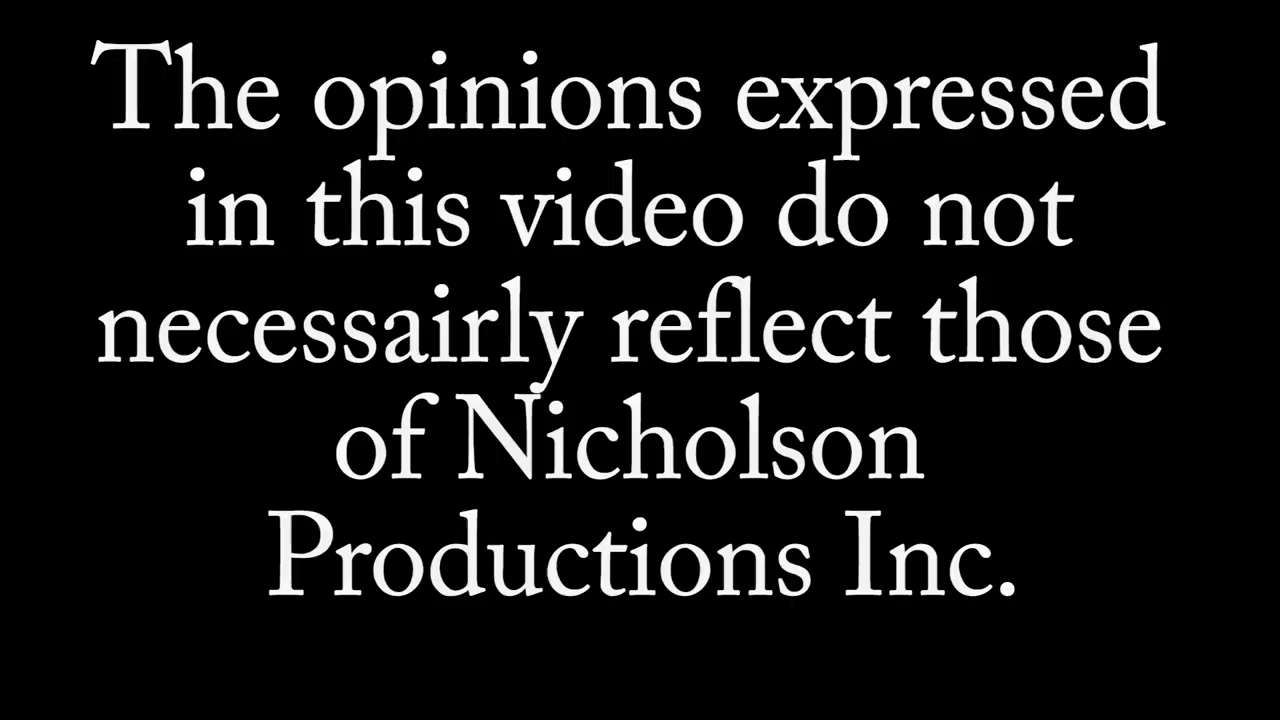 The opinions expressed
in this video do not
necessairly reflect those
of Nicholson
Productions Inc.